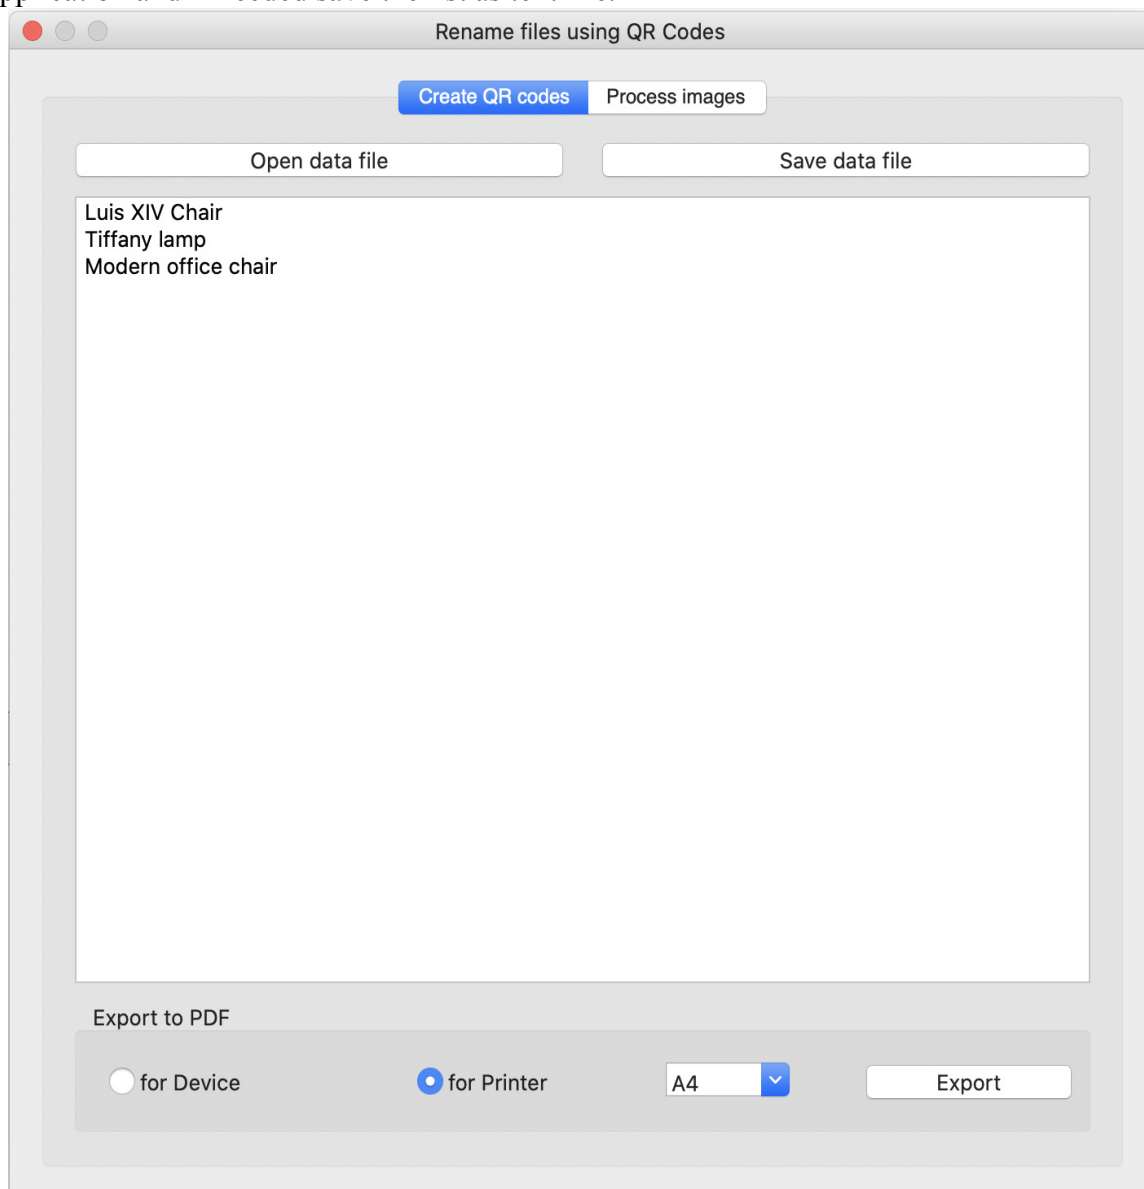 Rename files using QR Codes
Create QR codes Process images
Open data file Save data file
Luis XIV Chair
Tiffany lamp
Modern office chair
Export to PDF
for Device for Printer A4 Export